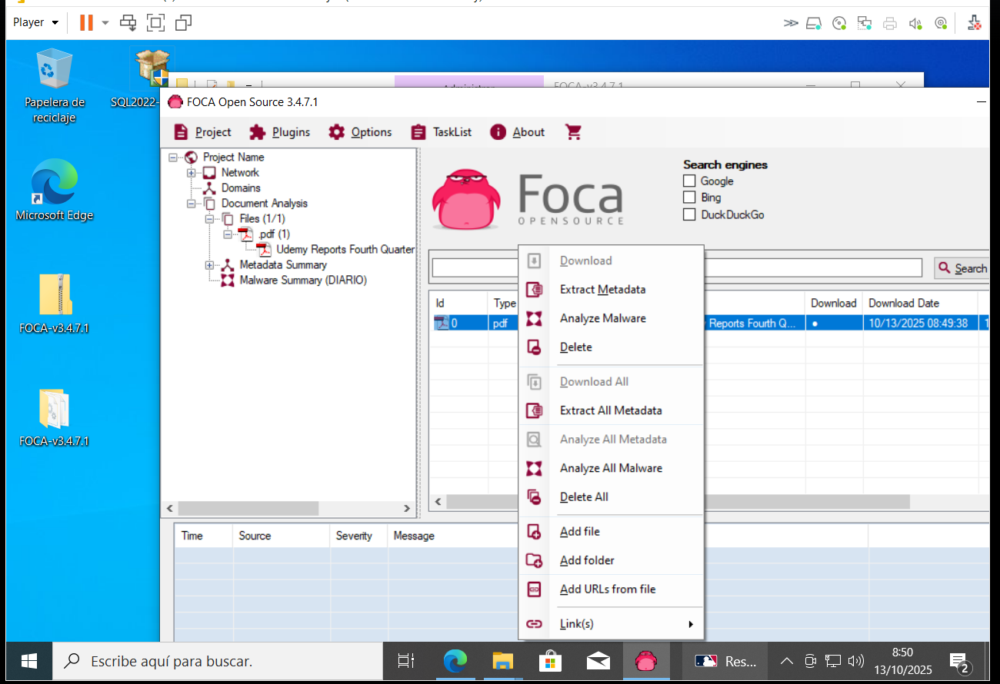 Player
Papelera de
reciclaje
SQL2022-
Microsoft Edge
FOCA-v3.4.7.1
FOCA-v3.4.7.1
FOCA-v3.4.7.1
FOCA Open Source 3.4.7.1
Project Plugins Options TaskList About
Project Name
Network
Domains
Document Analysis
Files (1/1)
.pdf (1)
Udemy Reports Fourth Quarter
Metadata Summary
Malware Summary (DIARIO)
Foca
OPENSOURCE
Search engines
Google
Bing
DuckDuckGo
Search
Id Type Download Download Date
0 pdf Reports Fourth Q... • 10/13/2025 08:49:38 1
Download
Extract Metadata
Analyze Malware
Delete
Download All
Extract All Metadata
Analyze All Metadata
Analyze All Malware
Delete All
Add file
Add folder
Add URLs from file
Link(s)
Time Source Severity Message
Escribe aquí para buscar.
Res...
8:50
13/10/2025
2